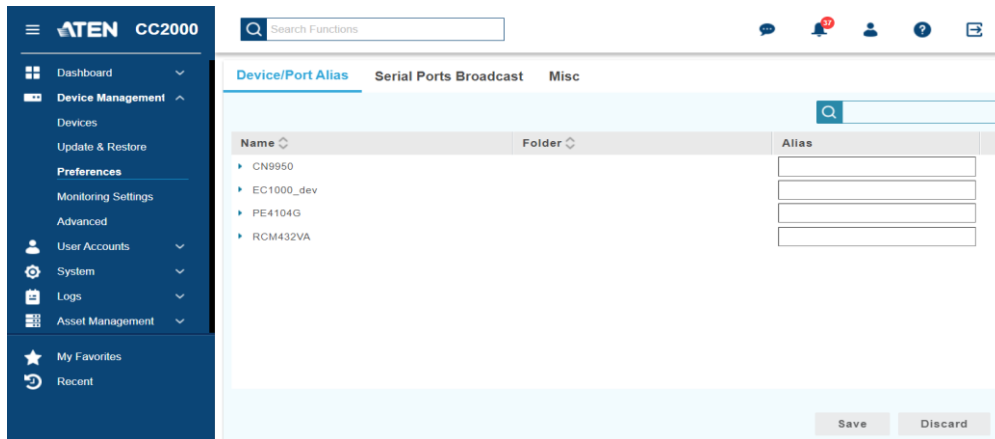 ATEN CC2000
Search Functions
37
Dashboard
Device Management
Devices
Update & Restore
Preferences
Monitoring Settings
Advanced
User Accounts
System
Logs
Asset Management
My Favorites
Recent
Device/Port Alias Serial Ports Broadcast Misc
Name Folder Alias
CN9950
EC1000_dev
PE4104G
RCM432VA
Save Discard